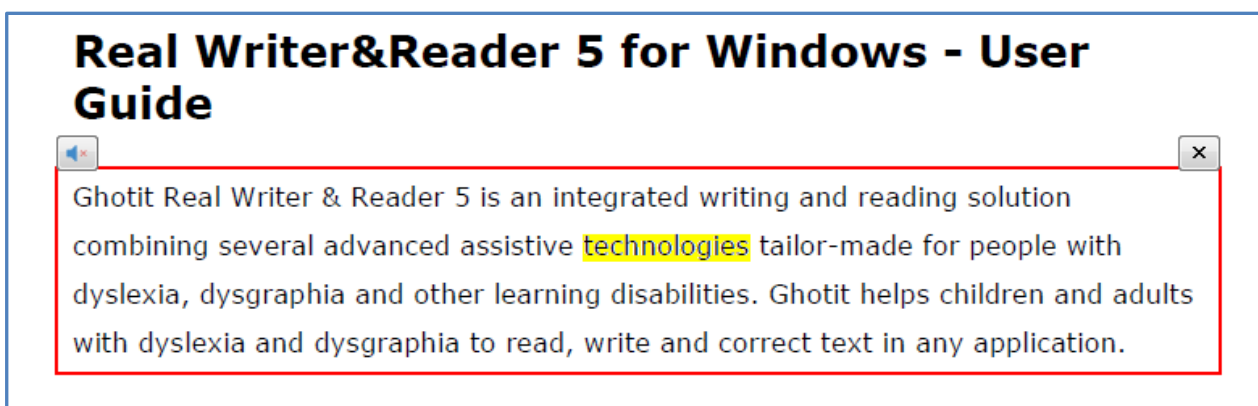 Real Writer&Reader 5 for Windows - User
Guide
Ghotit Real Writer & Reader 5 is an integrated writing and reading solution
combining several advanced assistive technologies tailor-made for people with
dyslexia, dysgraphia and other learning disabilities. Ghotit helps children and adults
with dyslexia and dysgraphia to read, write and correct text in any application.